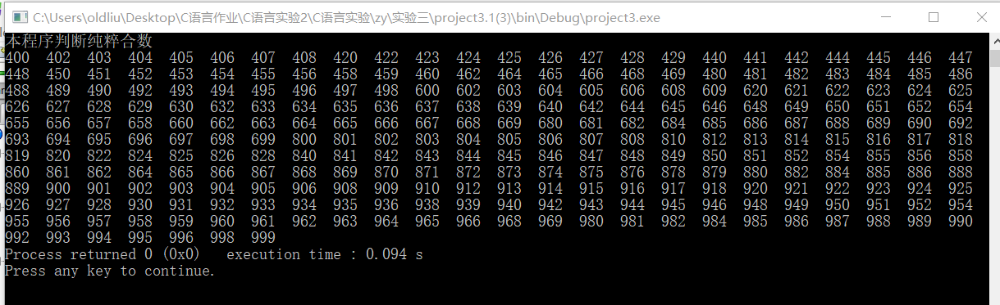 C:\Users\oldliu\Desktop\C语言作业\C语言实验2\C语言实验\zy\实验三\project3.1(3)\bin\Debug\project3.exe
本程序判断纯粹合数
400 402 403 404 405 406 407 408 420 422 423 424 425 426 427 428 429 440 441 442 444 445 446 447
448 450 451 452 453 454 455 456 458 459 460 462 464 465 466 468 469 480 481 482 483 484 485 486
488 489 490 492 493 494 495 496 497 498 600 602 603 604 605 606 608 609 620 621 622 623 624 625
626 627 628 629 630 632 633 634 635 636 637 638 639 640 642 644 645 646 648 649 650 651 652 654
655 656 657 658 660 662 663 664 665 666 667 668 669 680 681 682 684 685 686 687 688 689 690 692
693 694 695 696 697 698 699 800 801 802 803 804 805 806 807 808 810 812 813 814 815 816 817 818
819 820 822 824 825 826 828 840 841 842 843 844 845 846 847 848 849 850 851 852 854 855 856 858
860 861 862 864 865 866 867 868 869 870 871 872 873 874 875 876 878 879 880 882 884 885 886 888
889 900 901 902 903 904 905 906 908 909 910 912 913 914 915 916 917 918 920 921 922 923 924 925
926 927 928 930 931 932 933 934 935 936 938 939 940 942 943 944 945 946 948 949 950 951 952 954
955 956 957 958 959 960 961 962 963 964 965 966 968 969 980 981 982 984 985 986 987 988 989 990
992 993 994 995 996 998 999
Process returned 0 (0x0) execution time : 0.094 s
Press any key to continue.